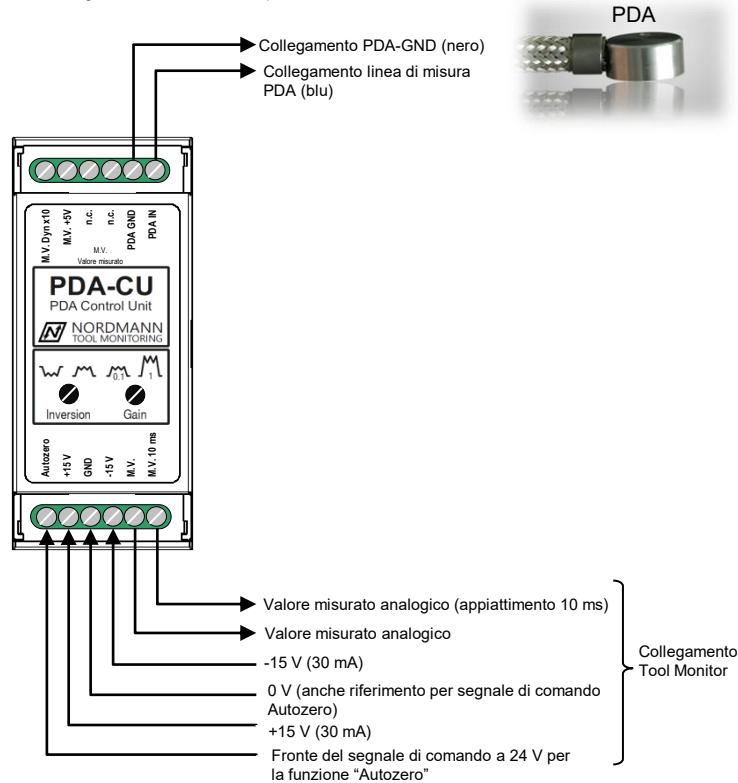 PDA
Collegamento PDA-GND (nero)
Collegamento linea di misura
PDA (blu)
M.V. Dyn x10
M.V. +5V
n.c.
n.c.
PDA GND
PDA IN
M.V.
Valore misurato
PDA-CU
PDA Control Unit
NORDMANN
TOOL MONITORING
0.1
1
Inversion
Gain
Autozero
+15 V
GND
-15 V
M.V.
M.V. 10 ms
Valore misurato analogico (appiattimento 10 ms)
Valore misurato analogico
-15 V (30 mA)
0 V (anche riferimento per segnale di comando
Autozero)
+15 V (30 mA)
Fronte del segnale di comando a 24 V per
la funzione “Autozero”
Collegamento
Tool Monitor